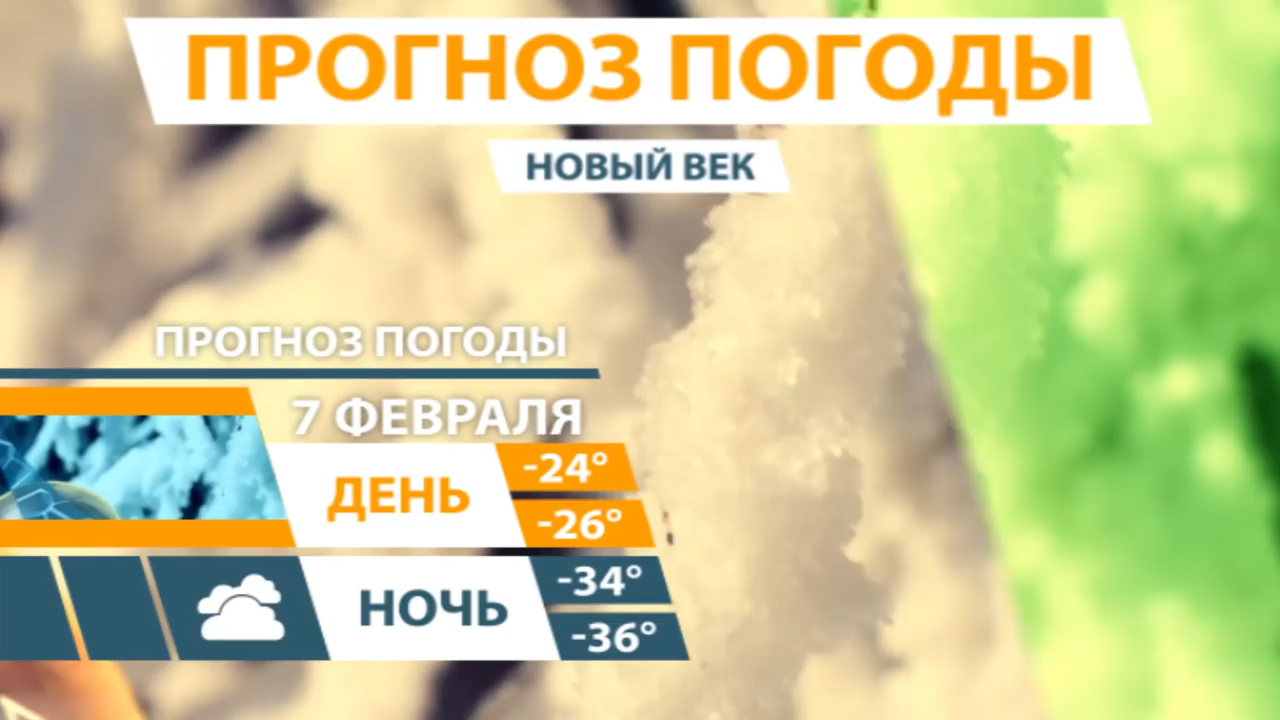 ПРОГНОЗ ПОГОДЫ
НОВЫЙ ВЕК
ПРОГНОЗ ПОГОДЫ
7 ФЕВРАЛЯ
ДЕНЬ
-24°
-26°
НОЧЬ
-34°
-36°